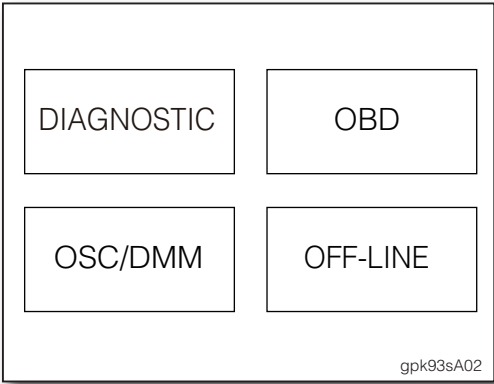 DIAGNOSTIC
OBD
OSC/DMM
OFF-LINE
gpk93sA02